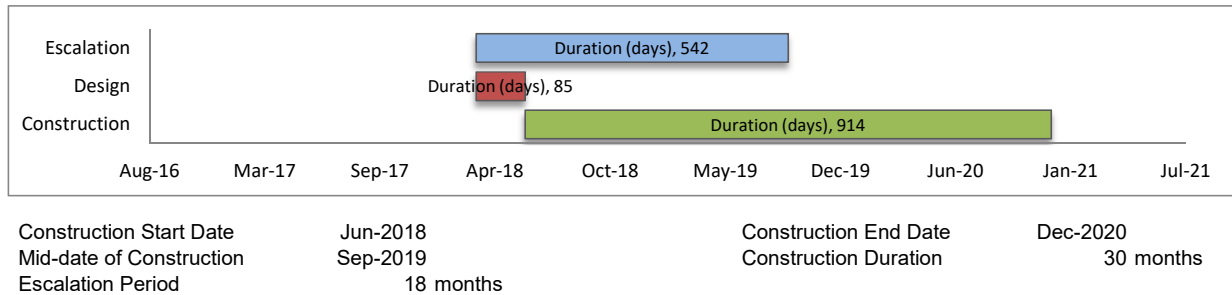 Escalation Duration (days), 542
Design Duration (days), 85
Construction Duration (days), 914
Aug-16 Mar-17 Sep-17 Apr-18 Oct-18 May-19 Dec-19 Jun-20 Jan-21 Jul-21
Construction Start Date Jun-2018 Construction End Date Dec-2020
Mid-date of Construction Sep-2019 Construction Duration 30 months
Escalation Period 18 months